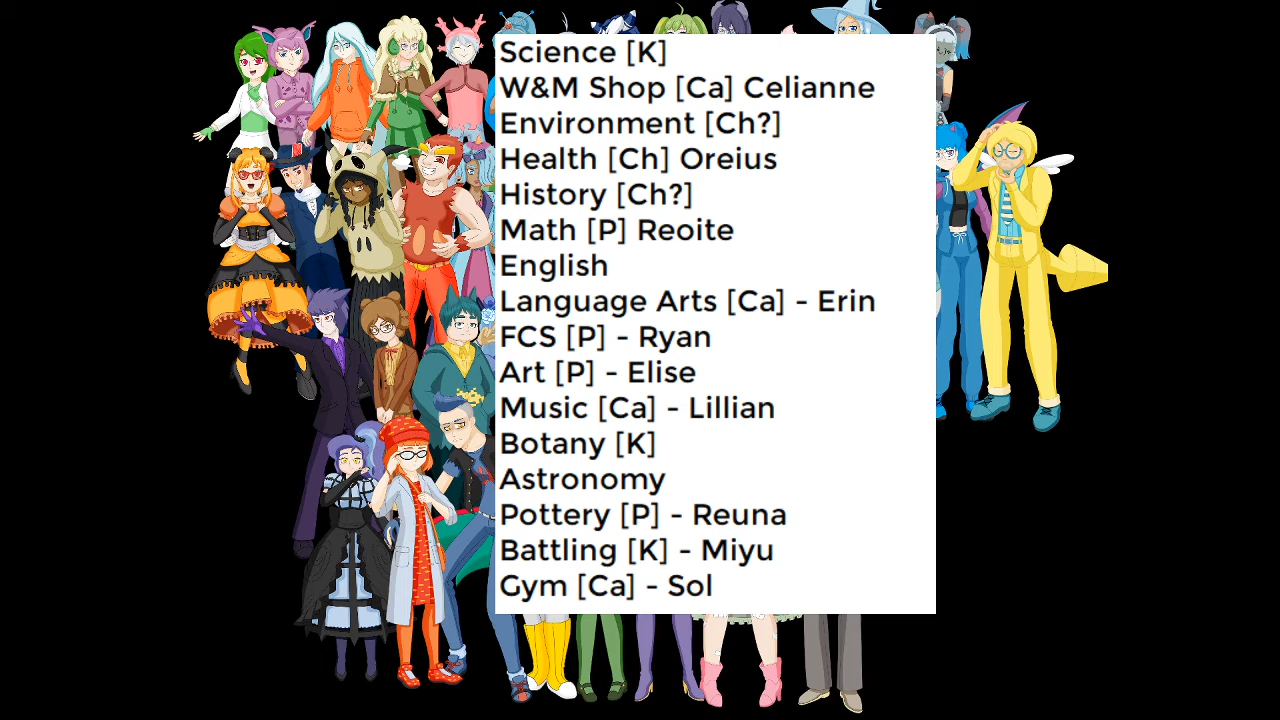 Science [K]
W&M Shop [Ca] Celianne
Environment [Ch?]
Health [Ch] Oreius
History [Ch?]
Math [P] Reoite
English
Language Arts [Ca] - Erin
FCS [P] - Ryan
Art [P] - Elise
Music [Ca] - Lillian
Botany [K]
Astronomy
Pottery [P] - Reuna
Battling [K] - Miyu
Gym [Ca] - Sol